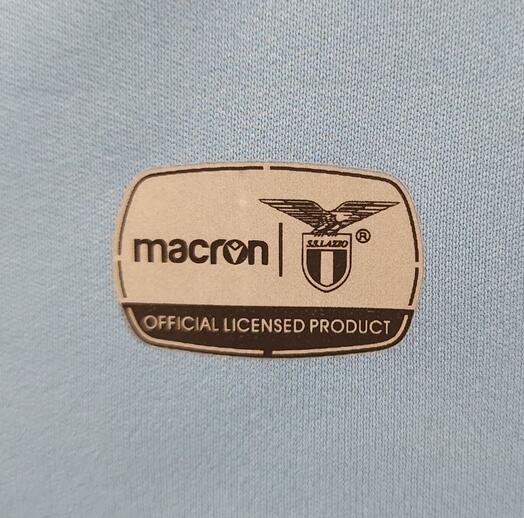 macron
S.S.LAZIO
®
OFFICIAL LICENSED PRODUCT